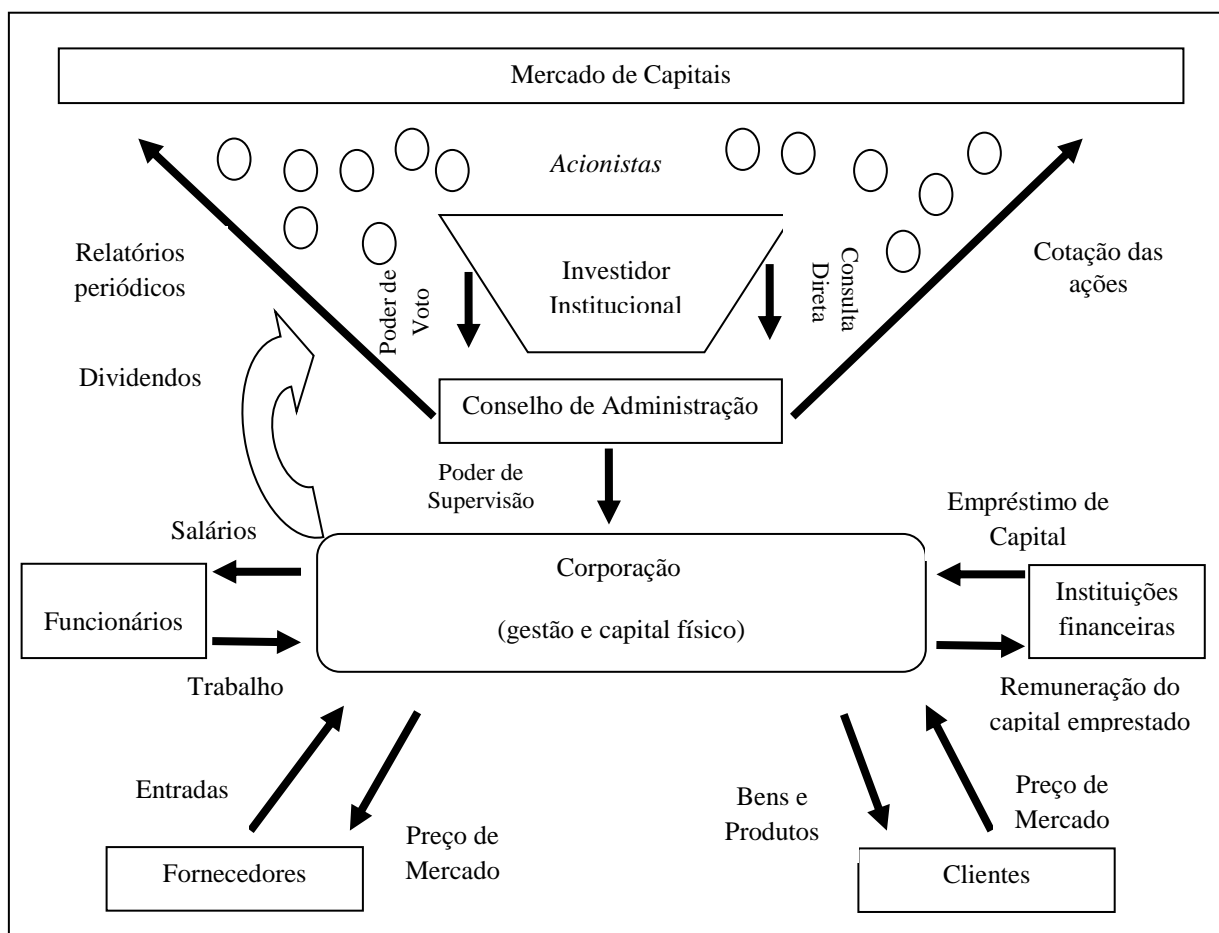 Mercado de Capitais
Acionistas
Relatórios
periódicos
Poder de
Voto
Investidor
Institucional
Consulta
Direta
Cotação das
ações
Dividendos
Conselho de Administração
Poder de
Supervisão
Salários
Empréstimo de
Capital
Funcionários
Corporação
(gestão e capital físico)
Instituições
financeiras
Trabalho
Remuneração do
capital emprestado
Entradas
Preço de
Mercado
Bens e
Produtos
Preço de
Mercado
Fornecedores
Clientes